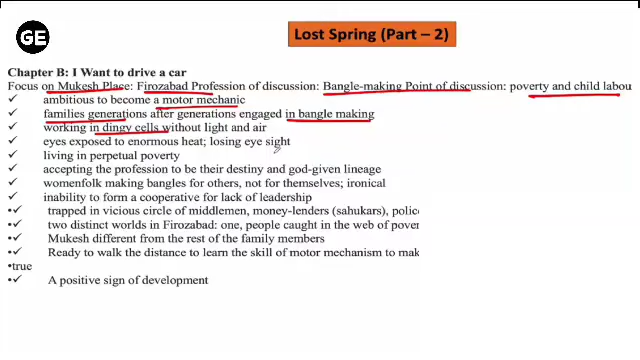 GE
Lost Spring (Part – 2)
Chapter B: I Want to drive a car
Focus on Mukesh Place: Firozabad Profession of discussion: Bangle-making Point of discussion: poverty and child labou
✓ ambitious to become a motor mechanic
✓ families generations after generations engaged in bangle making
✓ working in dingy cells without light and air
✓ eyes exposed to enormous heat; losing eye sight
✓ living in perpetual poverty
✓ accepting the profession to be their destiny and god-given lineage
✓ womenfolk making bangles for others, not for themselves; ironical
✓ inability to form a cooperative for lack of leadership
•✓ trapped in vicious circle of middlemen, money-lenders (sahukars), police
•✓ two distinct worlds in Firozabad: one, people caught in the web of pover
•✓ Mukesh different from the rest of the family members
•✓ Ready to walk the distance to learn the skill of motor mechanism to mak
•true
•✓ A positive sign of development